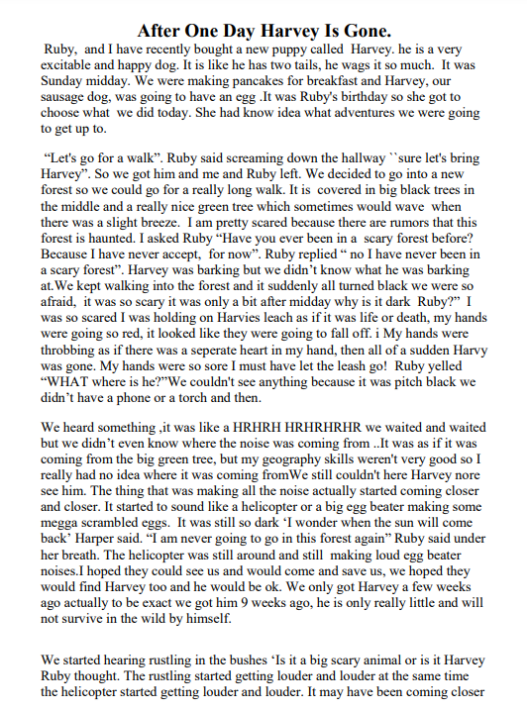 After One Day Harvey Is Gone.
Ruby,  and I have recently bought a new puppy called  Harvey. he is a very
excitable and happy dog. It is like he has two tails, he wags it so much.  It was
Sunday midday. We were making pancakes for breakfast and Harvey, our
sausage dog, was going to have an egg .It was Ruby's birthday so she got to
choose what  we did today. She had know idea what adventures we were going
to get up to.
“Let's go for a walk”. Ruby said screaming down the hallway ``sure let's bring
Harvey”. So we got him and me and Ruby left. We decided to go into a new
forest so we could go for a really long walk. It is  covered in big black trees in
the middle and a really nice green tree which sometimes would wave  when
there was a slight breeze.  I am pretty scared because there are rumors that this
forest is haunted. I asked Ruby “Have you ever been in a  scary forest before?
Because I have never accept,  for now”. Ruby replied “ no I have never been in
a scary forest”. Harvey was barking but we didn’t know what he was barking
at.We kept walking into the forest and it suddenly all turned black we were so
afraid,  it was so scary it was only a bit after midday why is it dark  Ruby?”  I
was so scared I was holding on Harvies leach as if it was life or death, my hands
were going so red, it looked like they were going to fall off. i My hands were
throbbing as if there was a seperate heart in my hand, then all of a sudden Harvy
was gone. My hands were so sore I must have let the leash go!  Ruby yelled
“WHAT where is he?”We couldn't see anything because it was pitch black we
didn’t have a phone or a torch and then.
We heard something ,it was like a HRHRH HRHRHRHR we waited and waited
but we didn’t even know where the noise was coming from ..It was as if it was
coming from the big green tree, but my geography skills weren't very good so I
really had no idea where it was coming fromWe still couldn't here Harvey nore
see him. The thing that was making all the noise actually started coming closer
and closer. It started to sound like a helicopter or a big egg beater making some
megga scrambled eggs.  It was still so dark ‘I wonder when the sun will come
back’ Harper said. “I am never going to go in this forest again” Ruby said under
her breath. The helicopter was still around and still  making loud egg beater
noises.I hoped they could see us and would come and save us, we hoped they
would find Harvey too and he would be ok. We only got Harvey a few weeks
ago actually to be exact we got him 9 weeks ago, he is only really little and will
not survive in the wild by himself.
We started hearing rustling in the bushes ‘Is it a big scary animal or is it Harvey
Ruby thought. The rustling started getting louder and louder at the same time
the helicopter started getting louder and louder. It may have been coming closer